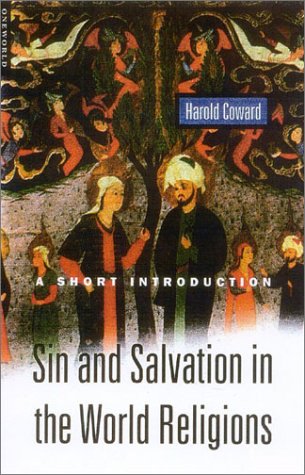 ONEWORLD
Harold Coward
A SHORT INTRODUCTION
Sin and Salvation in
the World Religions